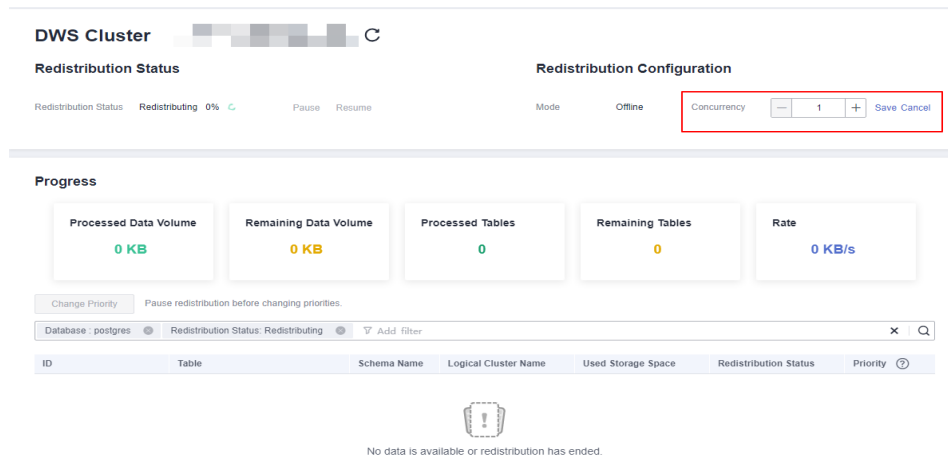 DWS Cluster
Redistribution Status Redistribution Configuration
Redistribution Status Redistributing 0% Pause Resume Mode Offline Concurrency — 1 + Save Cancel
Progress
Processed Data Volume Remaining Data Volume Processed Tables Remaining Tables Rate
0 KB 0 KB 0 0 0 KB/s
Change Priority Pause redistribution before changing priorities.
Database : postgres Redistribution Status: Redistributing Add filter
ID Table Schema Name Logical Cluster Name Used Storage Space Redistribution Status Priority ?
No data is available or redistribution has ended.